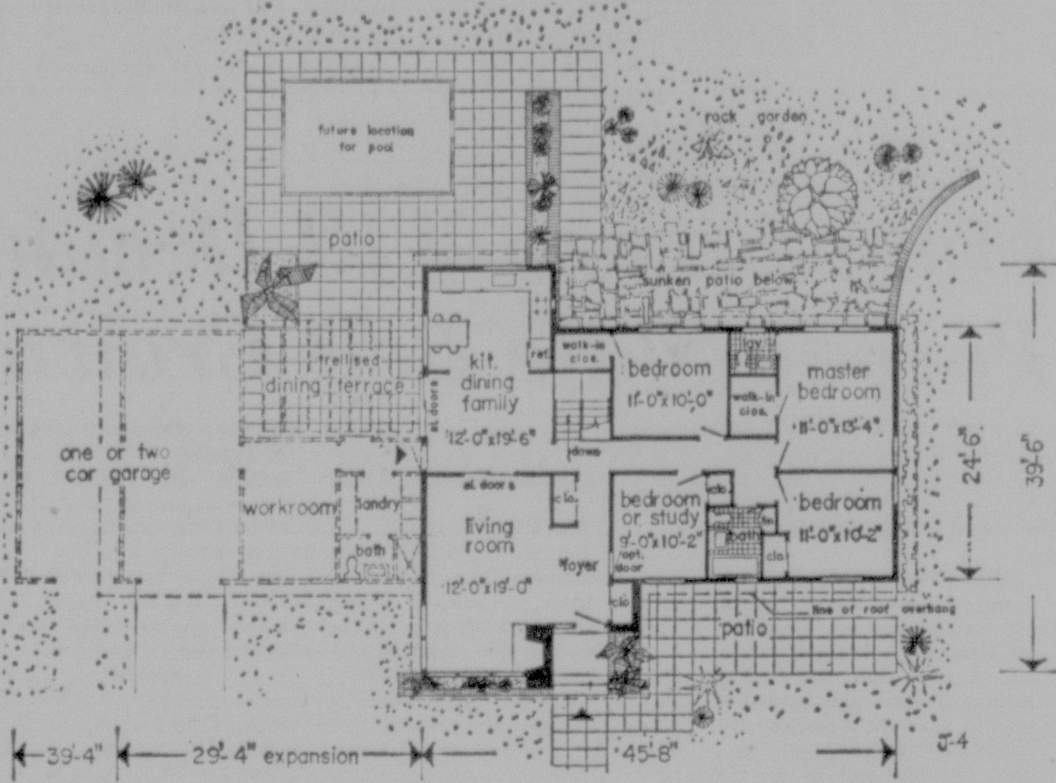 future location
for pool
rock garden
patio
sunken patio below
trellised
dining terrace
kit.
dining
family
12'-0"x19'-6"
ref.
sl. doors
walk-in
clos.
bedroom
11'-0"x10'-0"
lav.
walk-in
clos.
master
bedroom
11'-0"x13'-4"
down
one or two
car garage
workroom
landry
bath
sl. doors
living
room
12'-0"x19'-0"
clo.
foyer
clo.
bedroom
or study
9'-0"x10'-2"
opt.
door
clo.
bath
lin.
clo.
bedroom
11'-0"x10'-2"
line of roof overhang
patio
24'-6"
39'-6"
39'-4"
29'-4" expansion
45'-8"
J-4